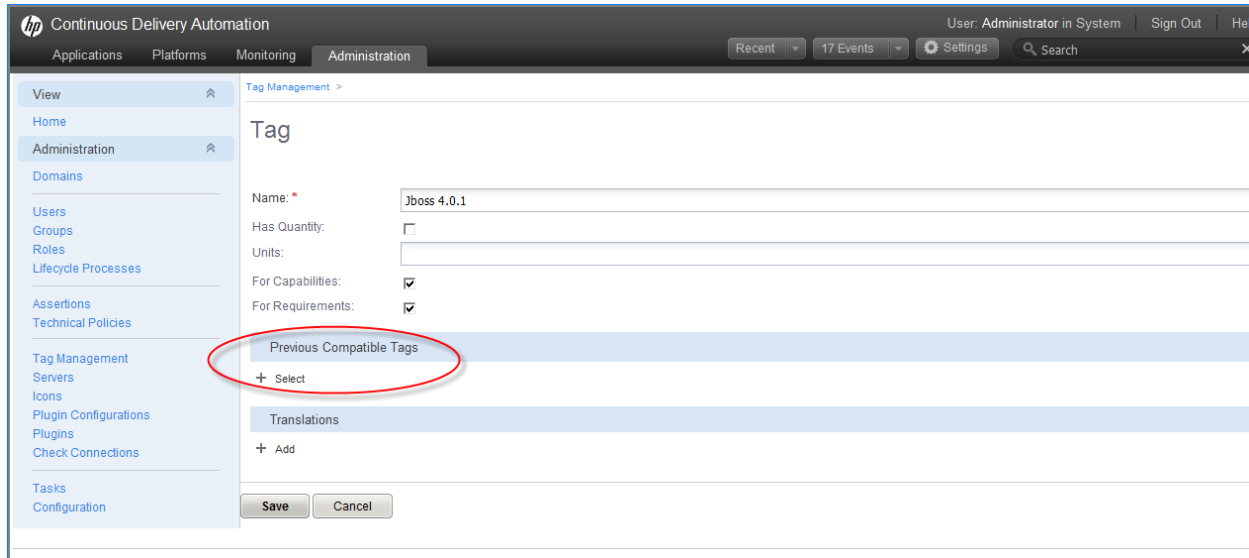 hp Continuous Delivery Automation
User: Administrator in System Sign Out
Applications Platforms Monitoring Administration
Recent 17 Events Settings Search
View
Home
Administration
Domains
Users
Groups
Roles
Lifecycle Processes
Assertions
Technical Policies
Tag Management
Servers
Icons
Plugin Configurations
Plugins
Check Connections
Tasks
Configuration
Tag Management >
Tag
Name: * Jboss 4.0.1
Has Quantity:
Units:
For Capabilities:
For Requirements:
Previous Compatible Tags
+ Select
Translations
+ Add
Save Cancel